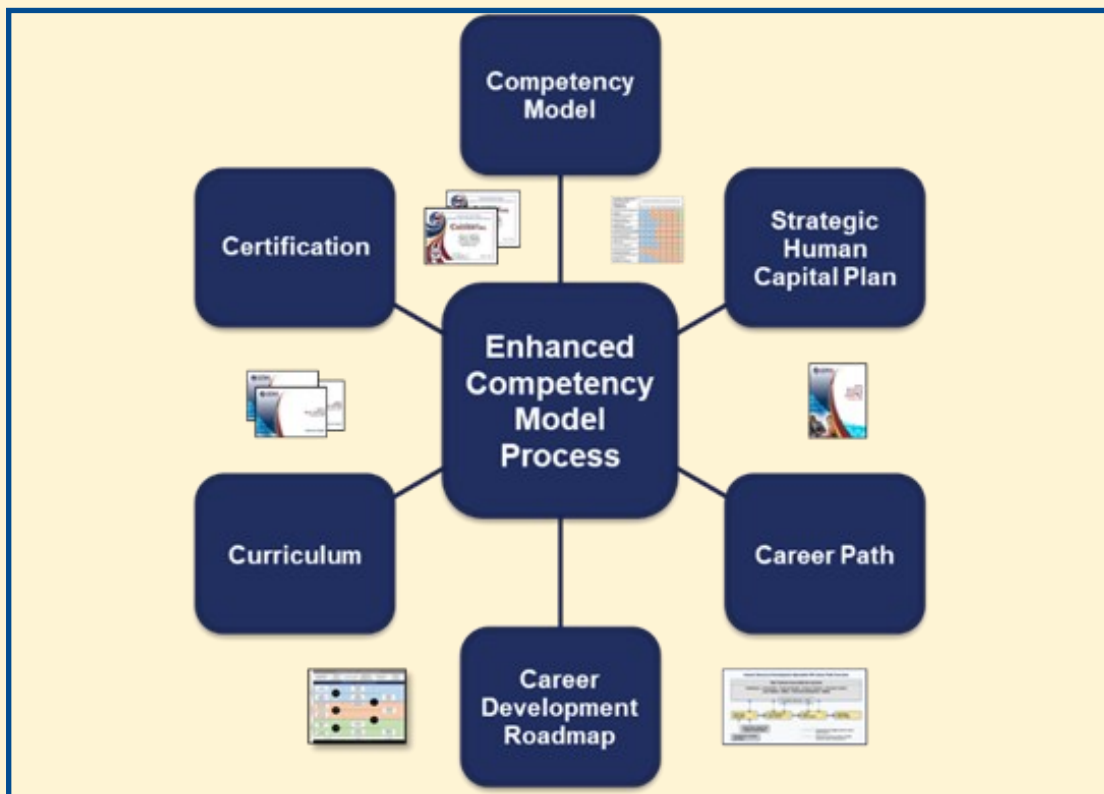 Competency
Model
Strategic
Human
Capital Plan
Career Path
Career
Development
Roadmap
Curriculum
Certification
Enhanced
Competency
Model
Process